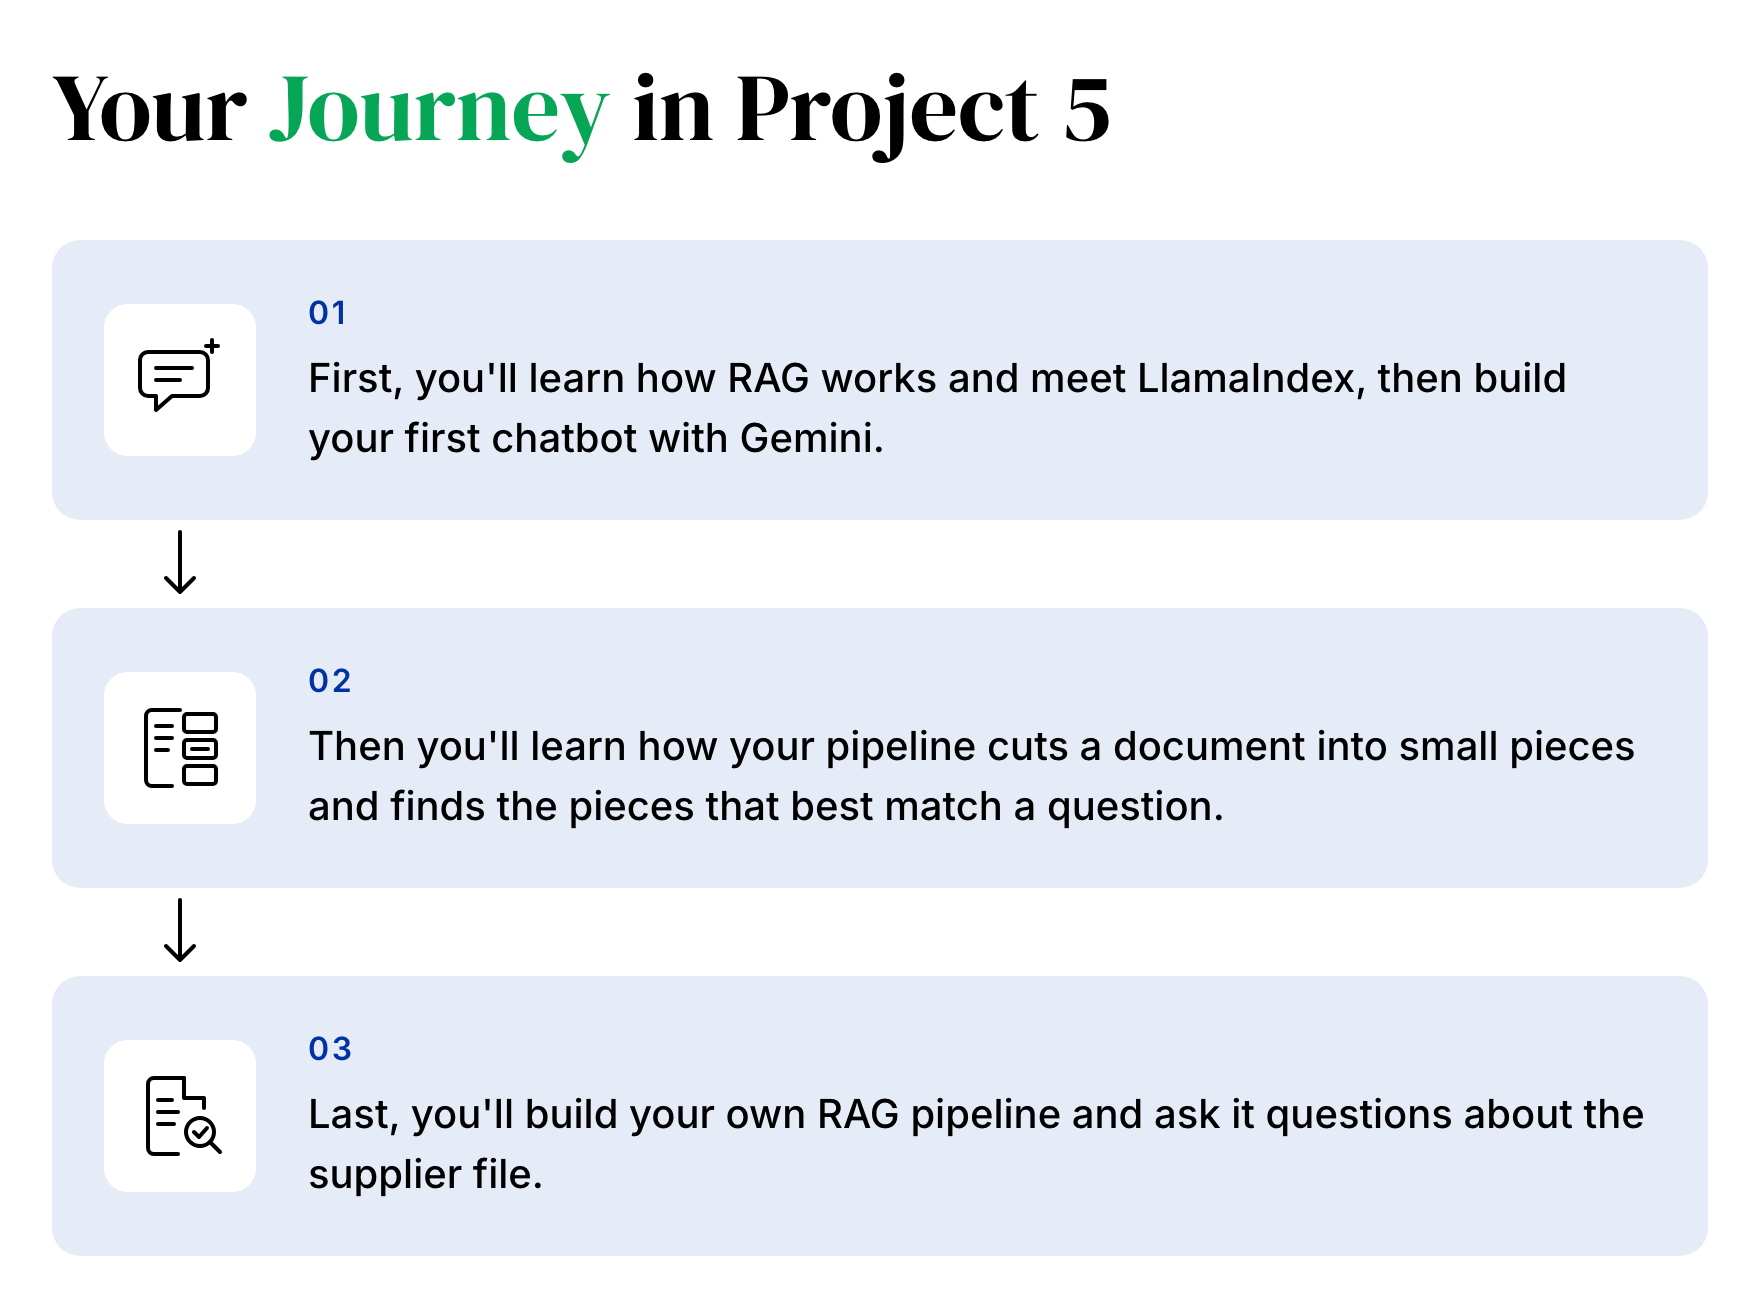 Your Journey in Project 5
01
First, you'll learn how RAG works and meet LlamaIndex, then build
your first chatbot with Gemini.
02
Then you'll learn how your pipeline cuts a document into small pieces
and finds the pieces that best match a question.
03
Last, you'll build your own RAG pipeline and ask it questions about the
supplier file.